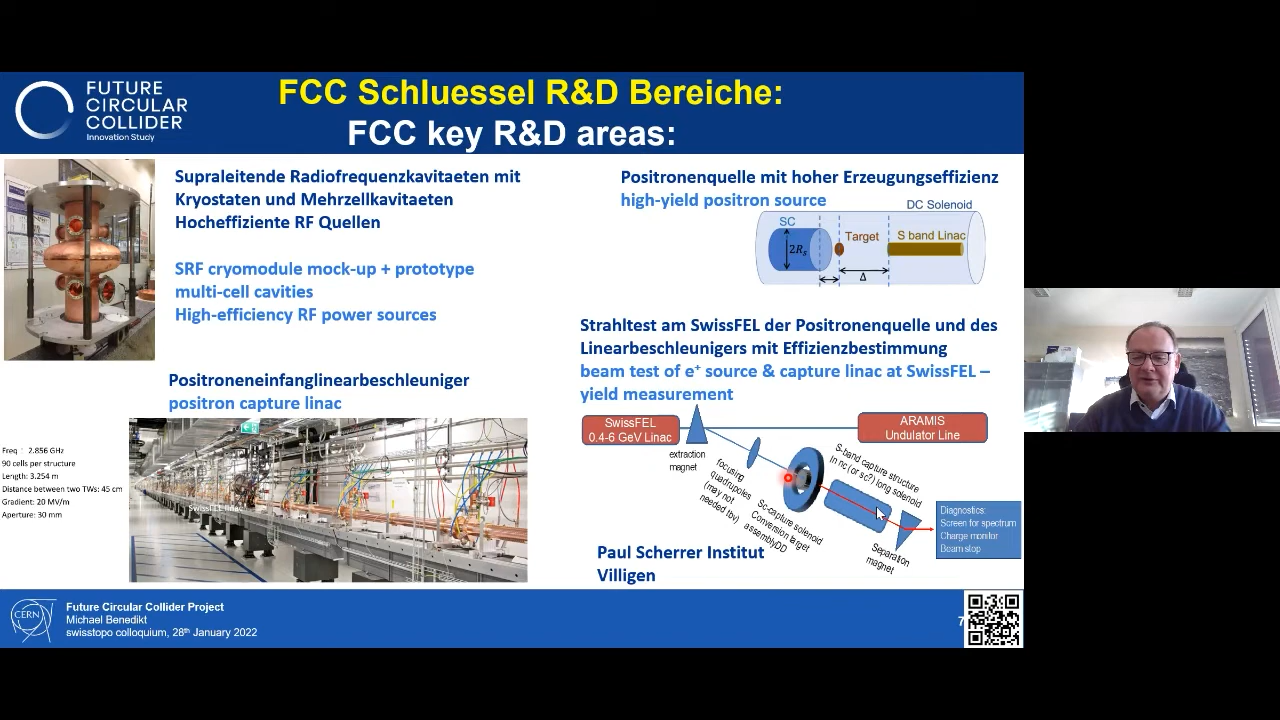 FUTURE
CIRCULAR
COLLIDER
Innovation Study
FCC Schluessel R&D Bereiche:
FCC key R&D areas:
Supraleitende Radiofrequenzkavitaeten mit
Kryostaten und Mehrzellkavitaeten
Hocheffiziente RF Quellen
SRF cryomodule mock-up + prototype
multi-cell cavities
High-efficiency RF power sources
Positroneneinfanglinearbeschleuniger
positron capture linac
Freq : 2.856 GHz
90 cells per structure
Length: 3.254 m
Distance between two TWs: 45 cm
Gradient: 20 MV/m
Aperture: 30 mm
SwissFEL linac
Positronenquelle mit hoher Erzeugungseffizienz
high-yield positron source
DC Solenoid
SC
Target
S band Linac
2Rs
Δ
Strahltest am SwissFEL der Positronenquelle und des
Linearbeschleunigers mit Effizienzbestimmung
beam test of e⁺ source & capture linac at SwissFEL –
yield measurement
SwissFEL
0.4-6 GeV Linac
ARAMIS
Undulator Line
extraction
magnet
focusing
quadrupoles
(may not
needed tbv)
Sc-capture solenoid
Conversion target
assemblyDD
S-band capture structure
in nc (or sc?) long solenoid
Separation
magnet
Diagnostics:
Screen for spectrum
Charge monitor
Beam stop
Paul Scherrer Institut
Villigen
CERN
Future Circular Collider Project
Michael Benedikt
swisstopo colloquium, 28th January 2022
7